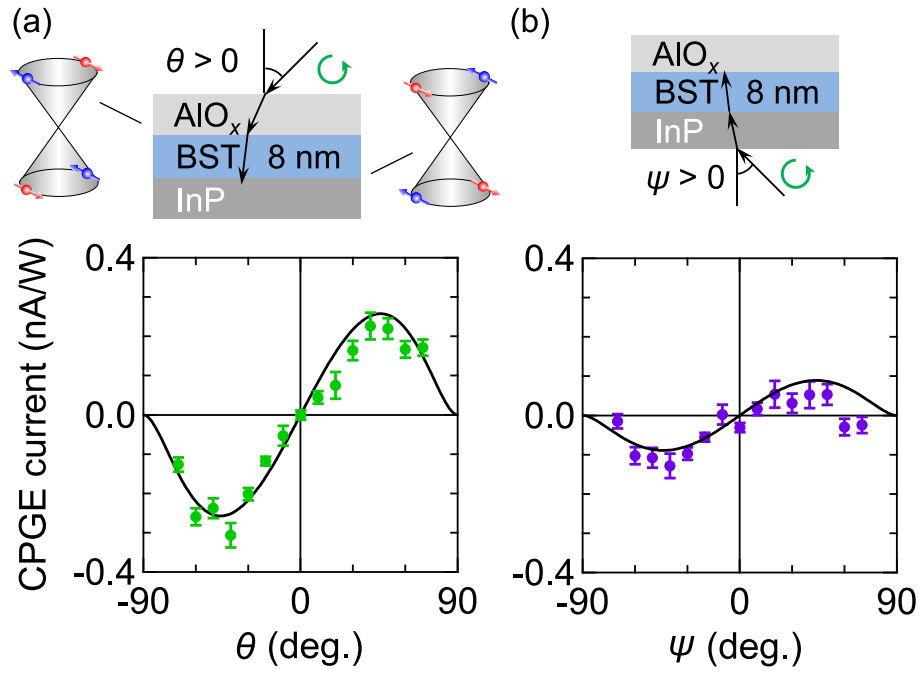 (a)
θ > 0
AlOₓ
BST 8 nm
InP
(b)
AlOₓ
BST 8 nm
InP
ψ > 0
CPGE current (nA/W)
0.4
0.0
-0.4
-90 0 90
θ (deg.)
0.4
0.0
-0.4
-90 0 90
ψ (deg.)